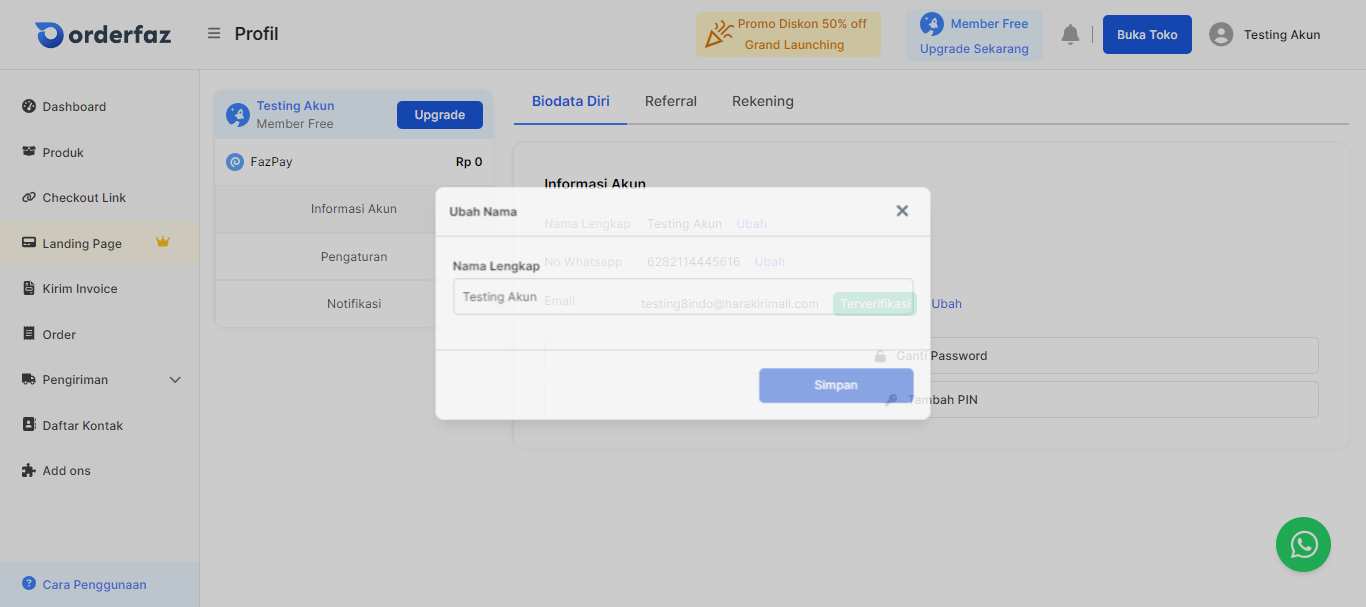 orderfaz
Profil
Promo Diskon 50% off
Grand Launching
Member Free
Upgrade Sekarang
Buka Toko
Testing Akun
Dashboard
Produk
Checkout Link
Landing Page
Kirim Invoice
Order
Pengiriman
Daftar Kontak
Add ons
Cara Penggunaan
Testing Akun
Member Free
Upgrade
FazPay
Rp 0
Informasi Akun
Pengaturan
Notifikasi
Biodata Diri
Referral
Rekening
Informasi Akun
Nama Lengkap Testing Akun Ubah
No Whatsapp 6282114445616 Ubah
Email testing8indo@harakirimail.com Terverifikasi Ubah
Ganti Password
Tambah PIN
Ubah Nama
Nama Lengkap
Testing Akun
Simpan